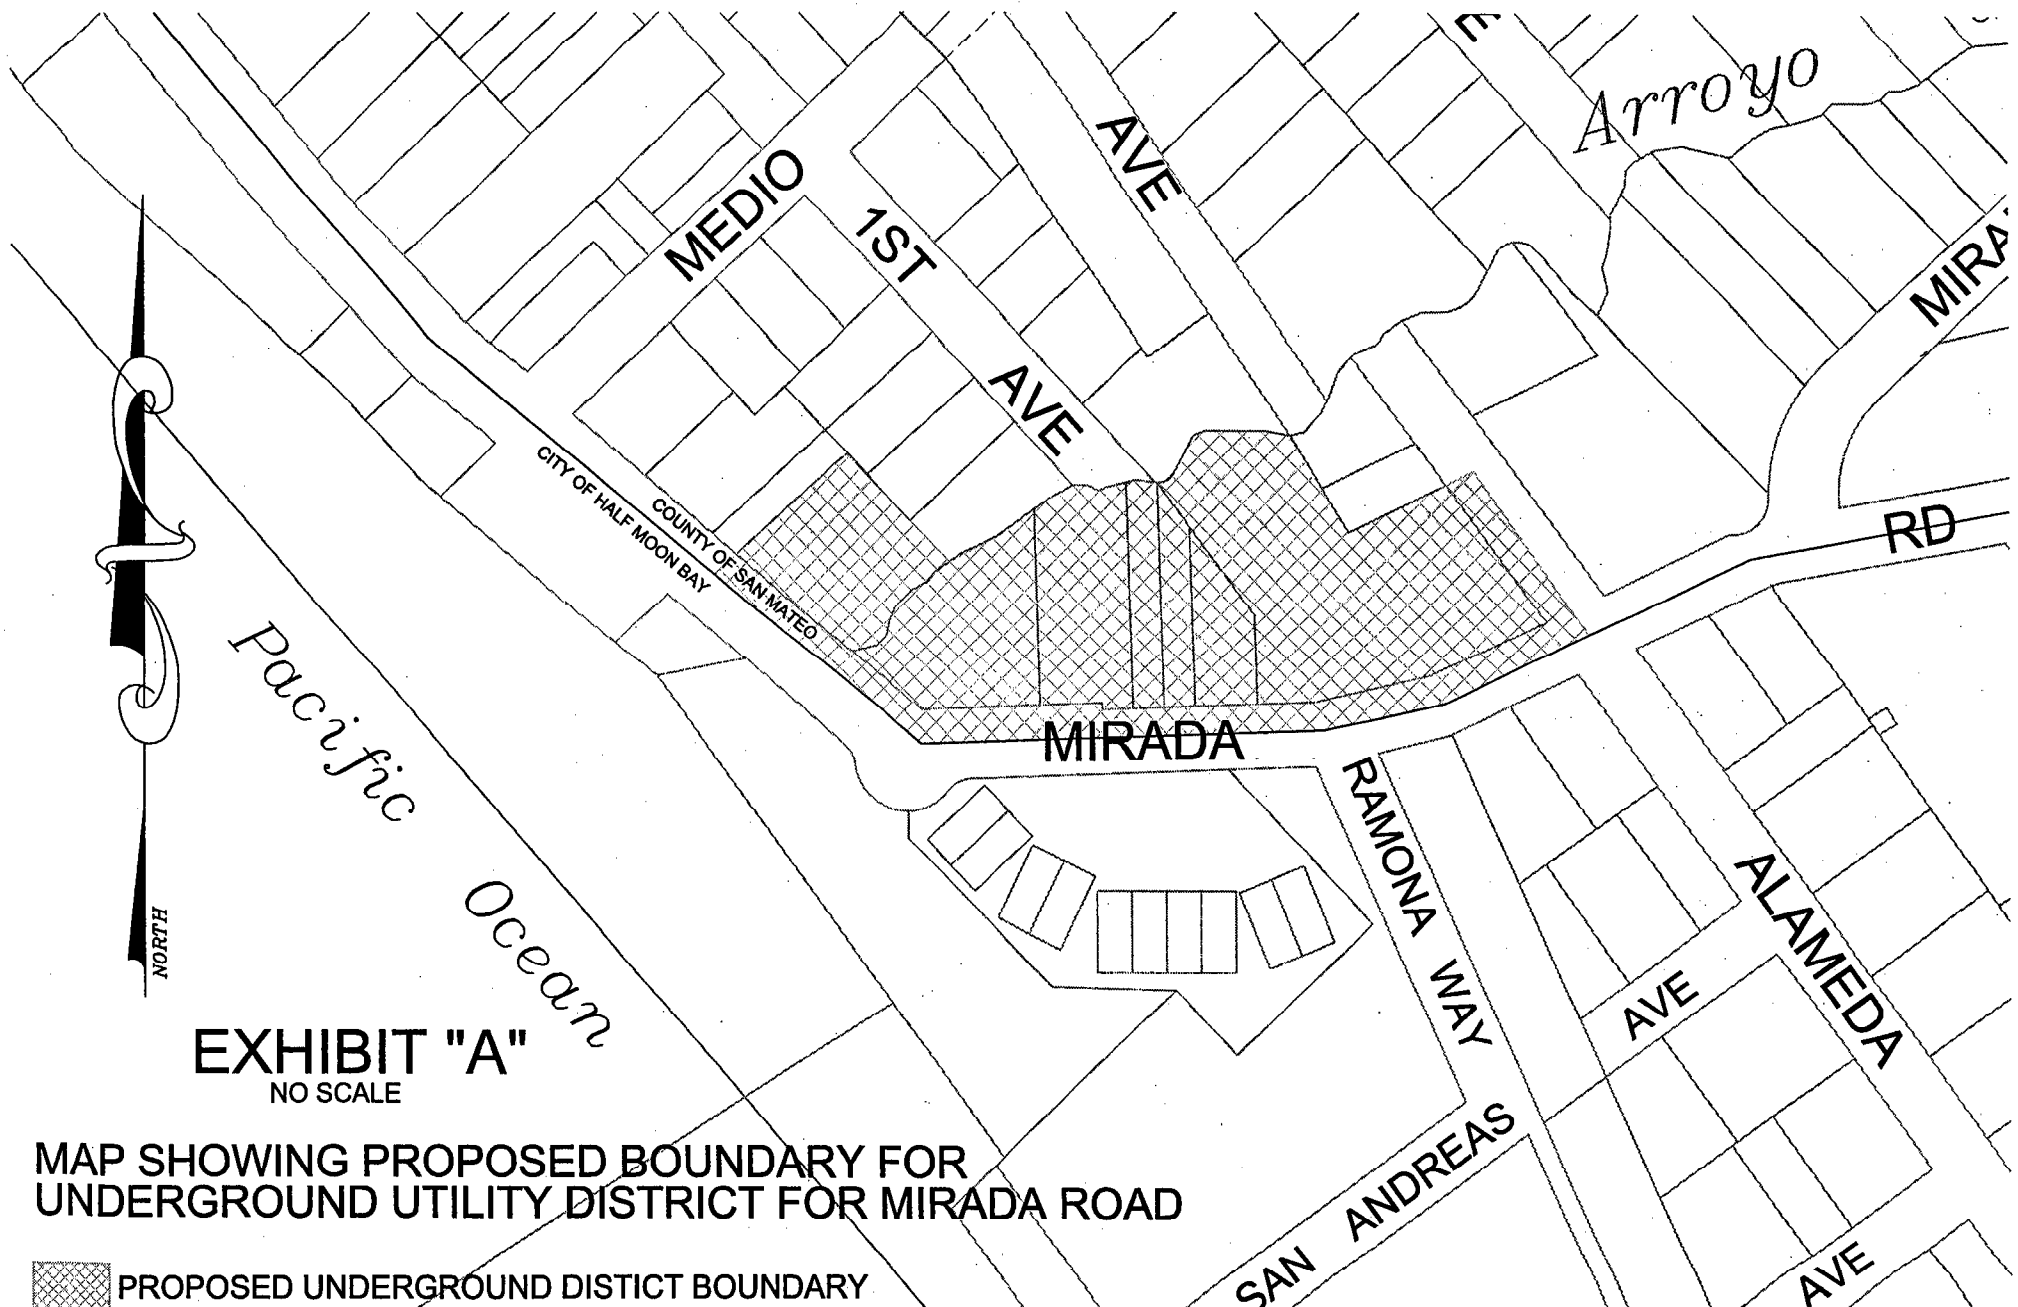 Arroyo
AVE
MEDIO
1ST
AVE
RD
CITY OF HALF MOON BAY
COUNTY OF SAN MATEO
MIRADA
Pacific
Ocean
NORTH
RAMONA WAY
ALAMEDA
AVE
SAN ANDREAS
AVE
EXHIBIT "A"
NO SCALE
MAP SHOWING PROPOSED BOUNDARY FOR
UNDERGROUND UTILITY DISTRICT FOR MIRADA ROAD
PROPOSED UNDERGROUND DISTICT BOUNDARY